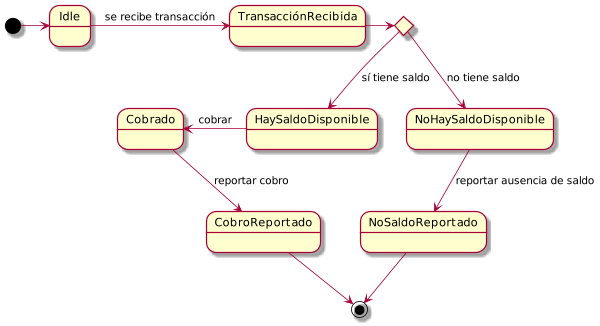 Idle
se recibe transacción
TransacciónRecibida
sí tiene saldo
no tiene saldo
Cobrado
cobrar
HaySaldoDisponible
NoHaySaldoDisponible
reportar cobro
reportar ausencia de saldo
CobroReportado
NoSaldoReportado